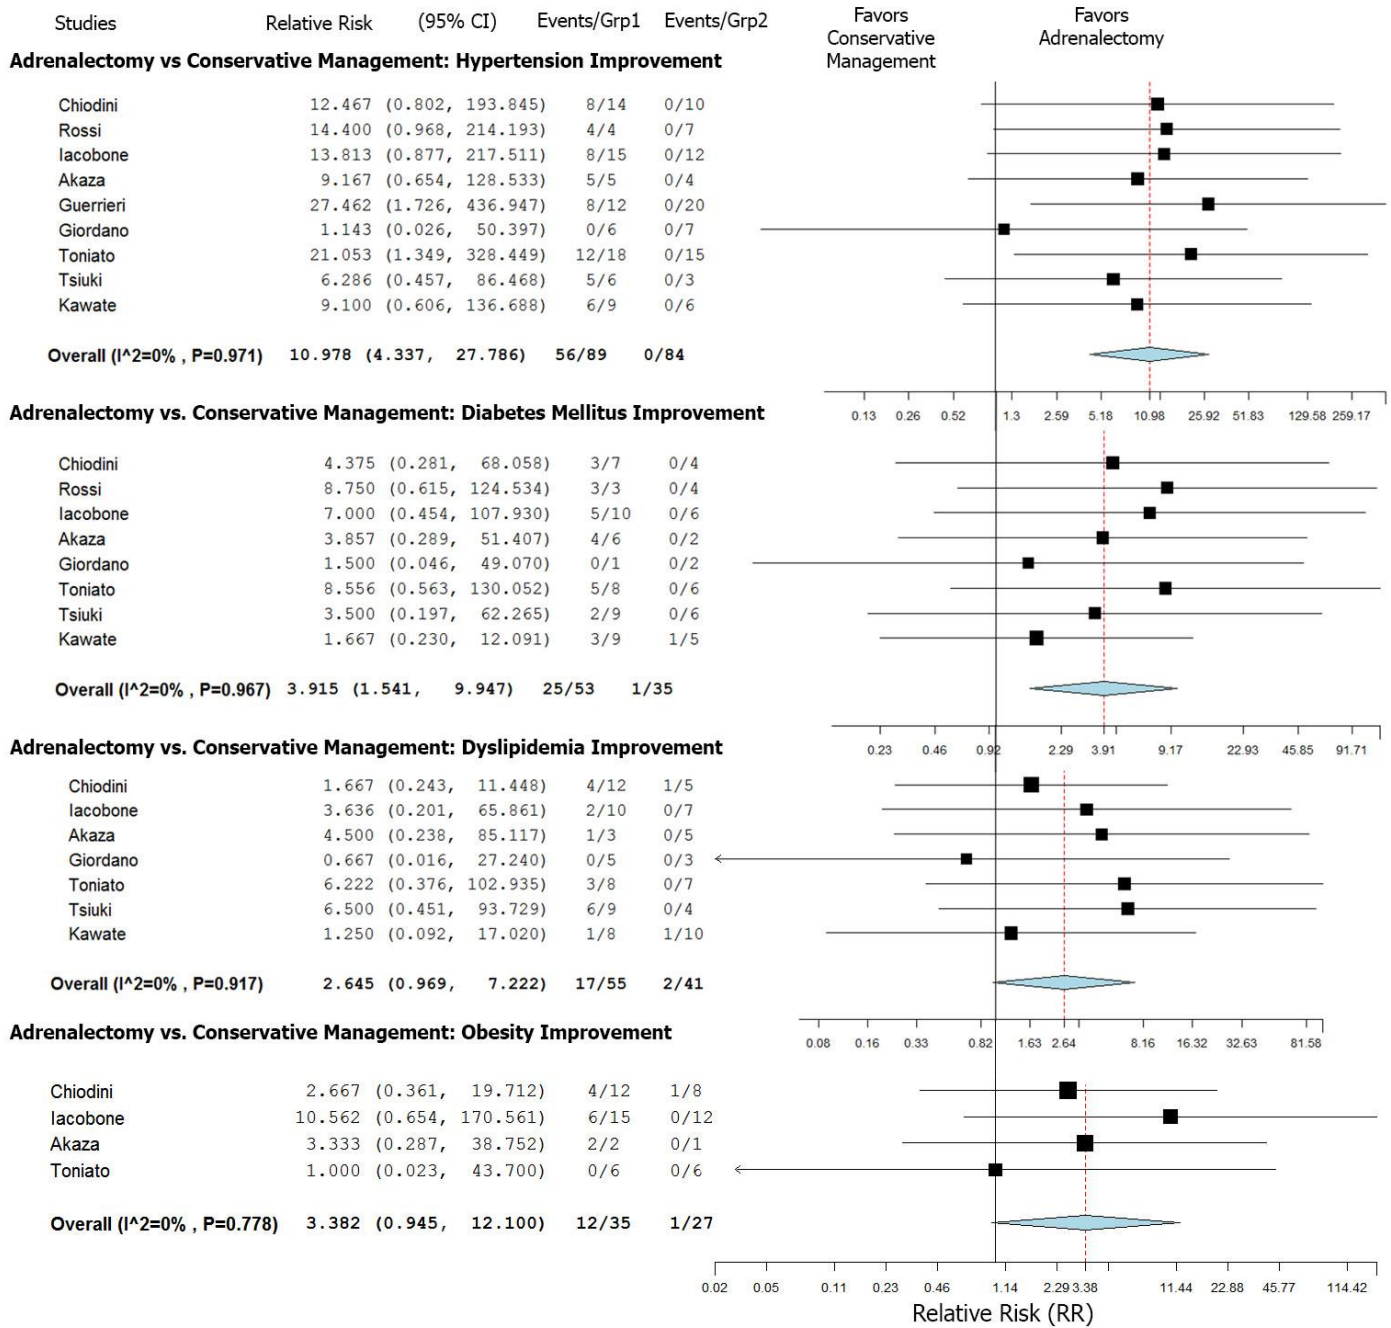 Studies Relative Risk (95% CI) Events/Grp1 Events/Grp2 Favors Conservative Management Favors Adrenalectomy
Adrenalectomy vs Conservative Management: Hypertension Improvement
Chiodini 12.467 (0.802, 193.845) 8/14 0/10
Rossi 14.400 (0.968, 214.193) 4/4 0/7
Iacobone 13.813 (0.877, 217.511) 8/15 0/12
Akaza 9.167 (0.654, 128.533) 5/5 0/4
Guerrieri 27.462 (1.726, 436.947) 8/12 0/20
Giordano 1.143 (0.026, 50.397) 0/6 0/7
Toniato 21.053 (1.349, 328.449) 12/18 0/15
Tsiuki 6.286 (0.457, 86.468) 5/6 0/3
Kawate 9.100 (0.606, 136.688) 6/9 0/6
Overall (I^2=0% , P=0.971) 10.978 (4.337, 27.786) 56/89 0/84
0.13 0.26 0.52 1.3 2.59 5.18 10.98 25.92 51.83 129.58 259.17
Adrenalectomy vs. Conservative Management: Diabetes Mellitus Improvement
Chiodini 4.375 (0.281, 68.058) 3/7 0/4
Rossi 8.750 (0.615, 124.534) 3/3 0/4
Iacobone 7.000 (0.454, 107.930) 5/10 0/6
Akaza 3.857 (0.289, 51.407) 4/6 0/2
Giordano 1.500 (0.046, 49.070) 0/1 0/2
Toniato 8.556 (0.563, 130.052) 5/8 0/6
Tsiuki 3.500 (0.197, 62.265) 2/9 0/6
Kawate 1.667 (0.230, 12.091) 3/9 1/5
Overall (I^2=0% , P=0.967) 3.915 (1.541, 9.947) 25/53 1/35
0.23 0.46 0.92 2.29 3.91 9.17 22.93 45.85 91.71
Adrenalectomy vs. Conservative Management: Dyslipidemia Improvement
Chiodini 1.667 (0.243, 11.448) 4/12 1/5
Iacobone 3.636 (0.201, 65.861) 2/10 0/7
Akaza 4.500 (0.238, 85.117) 1/3 0/5
Giordano 0.667 (0.016, 27.240) 0/5 0/3
Toniato 6.222 (0.376, 102.935) 3/8 0/7
Tsiuki 6.500 (0.451, 93.729) 6/9 0/4
Kawate 1.250 (0.092, 17.020) 1/8 1/10
Overall (I^2=0% , P=0.917) 2.645 (0.969, 7.222) 17/55 2/41
0.08 0.16 0.33 0.82 1.63 2.64 8.16 16.32 32.63 81.58
Adrenalectomy vs. Conservative Management: Obesity Improvement
Chiodini 2.667 (0.361, 19.712) 4/12 1/8
Iacobone 10.562 (0.654, 170.561) 6/15 0/12
Akaza 3.333 (0.287, 38.752) 2/2 0/1
Toniato 1.000 (0.023, 43.700) 0/6 0/6
Overall (I^2=0% , P=0.778) 3.382 (0.945, 12.100) 12/35 1/27
0.02 0.05 0.11 0.23 0.46 1.14 2.29 3.38 11.44 22.88 45.77 114.42
Relative Risk (RR)